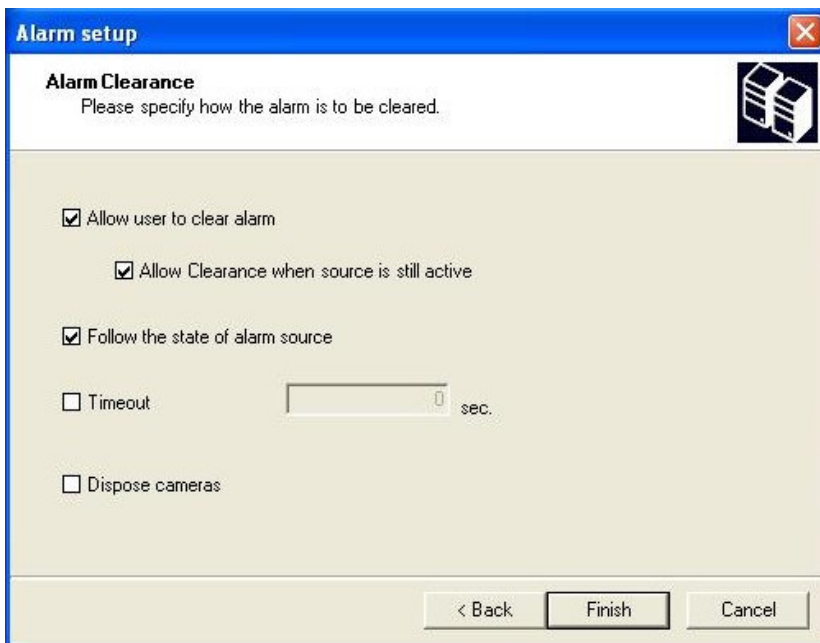 Alarm setup
Alarm Clearance
Please specify how the alarm is to be cleared.
Allow user to clear alarm
Allow Clearance when source is still active
Follow the state of alarm source
Timeout 0 sec.
Dispose cameras
< Back Finish Cancel